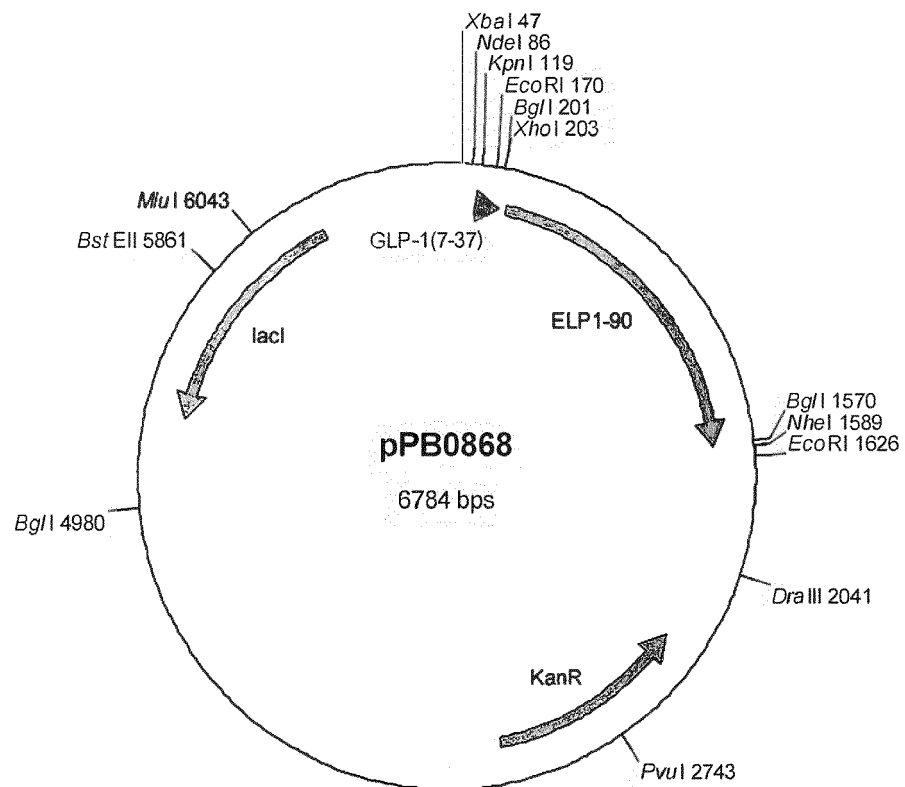 XbaI 47
NdeI 86
KpnI 119
EcoRI 170
BglI 201
XhoI 203
MluI 6043
BstEII 5861
GLP-1(7-37)
ELP1-90
lacI
BglI 1570
NheI 1589
EcoRI 1626
pPB0868
6784 bps
BglI 4980
DraIII 2041
KanR
PvuI 2743